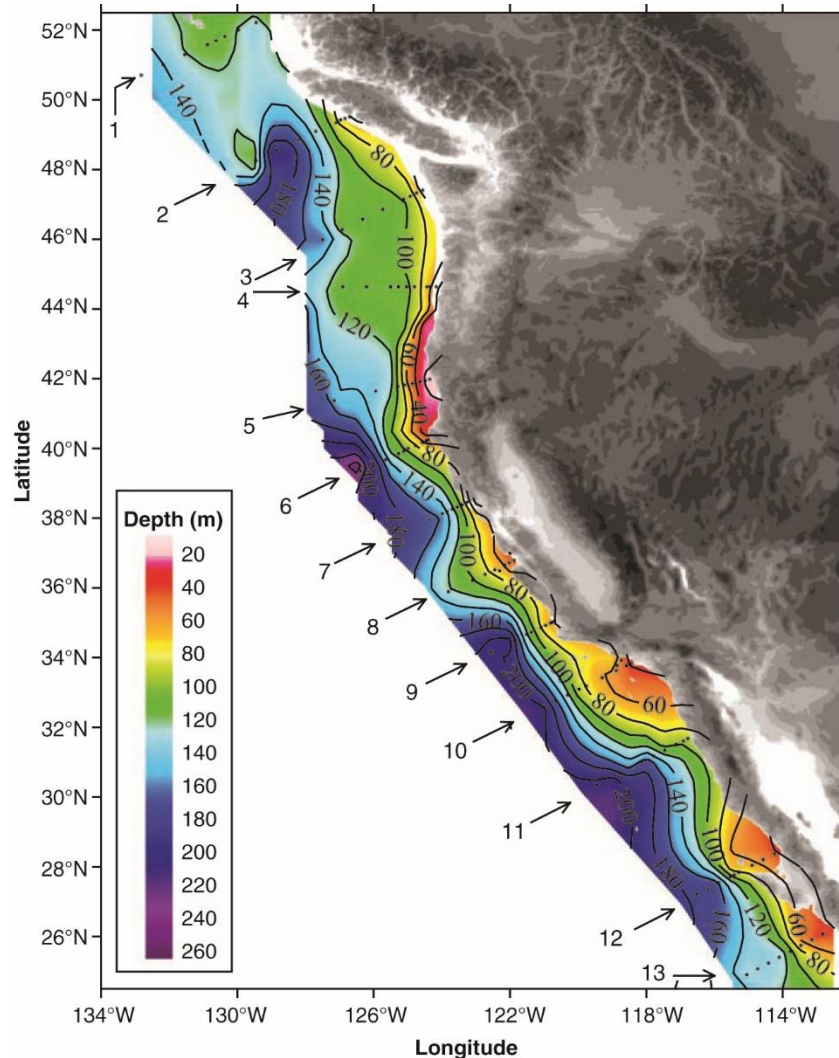 52°N
50°N
48°N
46°N
44°N
42°N
40°N
38°N
36°N
34°N
32°N
30°N
28°N
26°N
Latitude
134°W
130°W
126°W
122°W
118°W
114°W
Longitude
1
2
3
4
5
6
7
8
9
10
11
12
13
Depth (m)
20
40
60
80
100
120
140
160
180
200
220
240
260
140
80
180
140
100
120
60
160
40
80
200
140
180
100
80
160
200
100
80
60
140
200
100
180
120
160
60
80